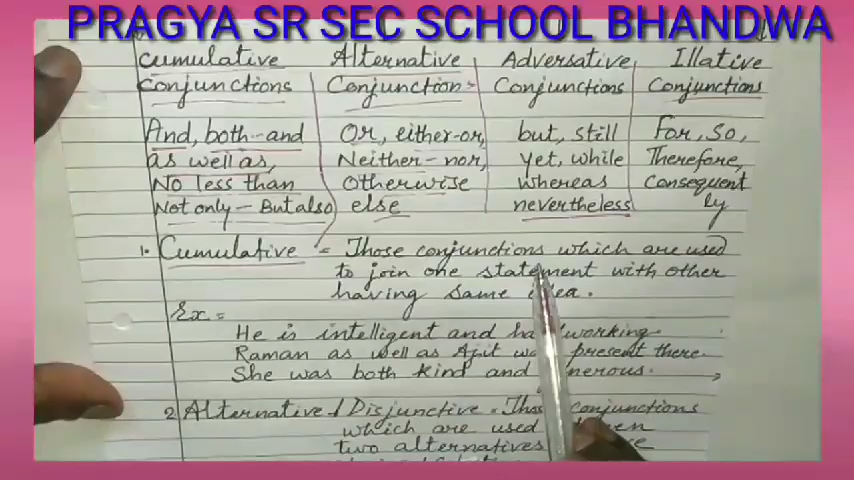 PRAGYA SR SEC SCHOOL BHANDWA
Cumulative Conjunctions
Alternative Conjunction:-
Adversative Conjunctions
Illative Conjunctions
And, both--and
as well as,
No less than
Not only - But also
Or, either-or,
Neither-nor,
otherwise
else
but, still
yet, while
whereas
nevertheless
For, So,
Therefore,
Consequent
ly
1. Cumulative = Those conjunctions which are used
to join one statement with other
having same
Ex =
He is intelligent and
Raman as well as Ajit present there.
She was both kind and
2. Alternative / Disjunctive = conjunctions
which are used
two alternatives